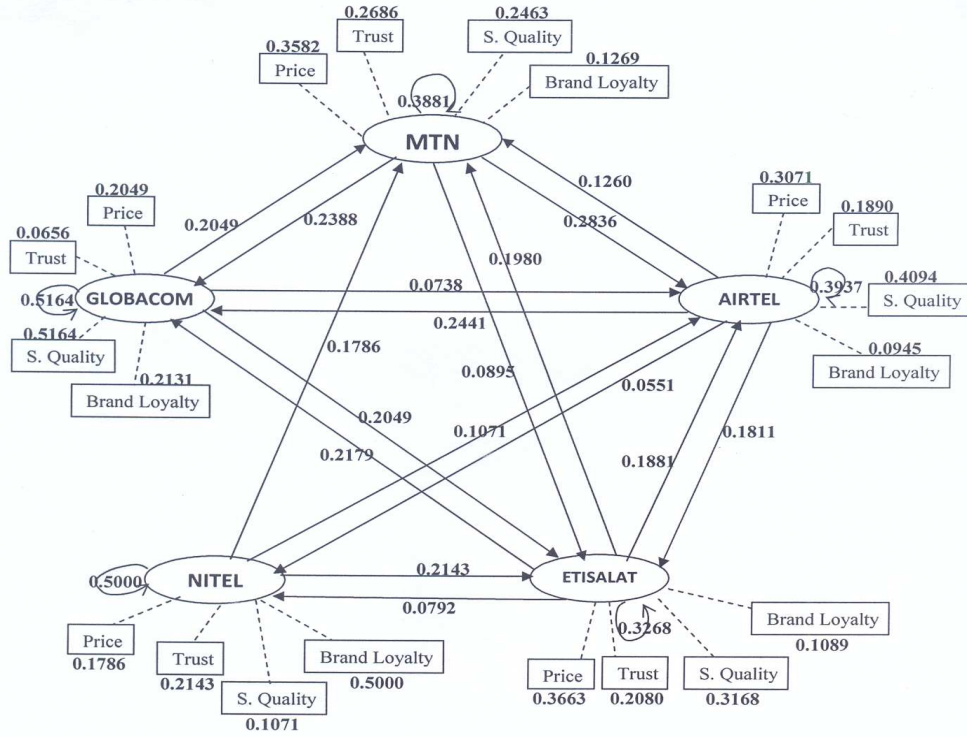 0.2686
Trust
0.2463
S. Quality
0.3582
Price
0.1269
Brand Loyalty
0.3881
MTN
0.2049
Price
0.0656
Trust
0.2049
0.2388
0.1260
0.2836
0.3071
Price
0.1890
Trust
0.5164
GLOBACOM
0.0738
0.1980
AIRTEL
0.3937
0.4094
S. Quality
0.5164
S. Quality
0.2441
0.2131
Brand Loyalty
0.1786
0.0945
Brand Loyalty
0.0895
0.0551
0.2049
0.1071
0.2179
0.1881
0.1811
0.5000
NITEL
0.2143
0.0792
ETISALAT
0.3268
Price
0.1786
Trust
0.2143
S. Quality
0.1071
Brand Loyalty
0.5000
Price
0.3663
Trust
0.2080
S. Quality
0.3168
Brand Loyalty
0.1089